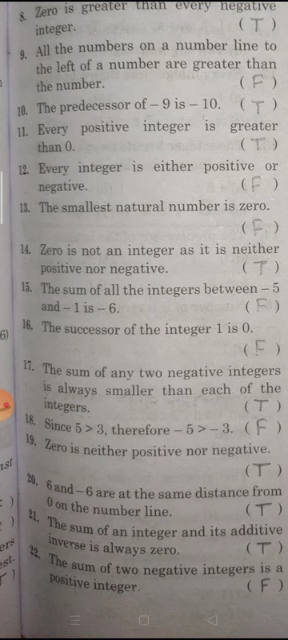 8. Zero is greater than every negative
integer. (T)
9. All the numbers on a number line to
the left of a number are greater than
the number. (F)
10. The predecessor of – 9 is – 10. (T)
11. Every positive integer is greater
than 0. (T)
12. Every integer is either positive or
negative. (F)
13. The smallest natural number is zero.
(F)
14. Zero is not an integer as it is neither
positive nor negative. (T)
15. The sum of all the integers between – 5
and – 1 is – 6. (F)
16. The successor of the integer 1 is 0.
(F)
17. The sum of any two negative integers
is always smaller than each of the
integers. (T)
18. Since 5 > 3, therefore – 5 > – 3. (F)
19. Zero is neither positive nor negative.
(T)
20. 6 and – 6 are at the same distance from
0 on the number line. (T)
21. The sum of an integer and its additive
inverse is always zero. (T)
22. The sum of two negative integers is a
positive integer. (F)